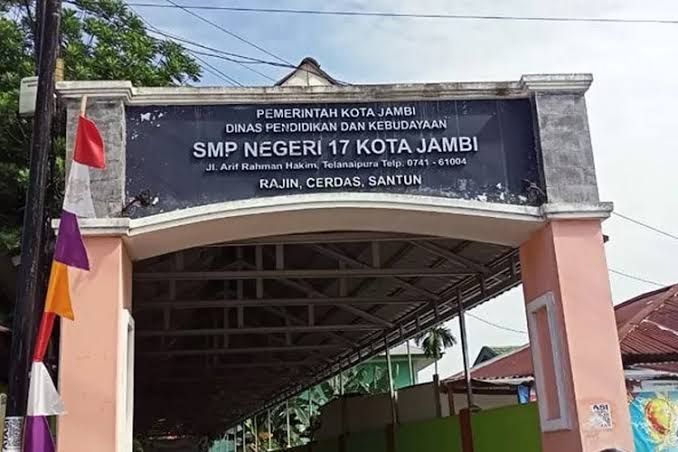 PEMERINTAH KOTA JAMBI
DINAS PENDIDIKAN DAN KEBUDAYAAN
SMP NEGERI 17 KOTA JAMBI
Jl. Arif Rahman Hakim, Telanaipura Telp. 0741 - 61004
RAJIN, CERDAS, SANTUN